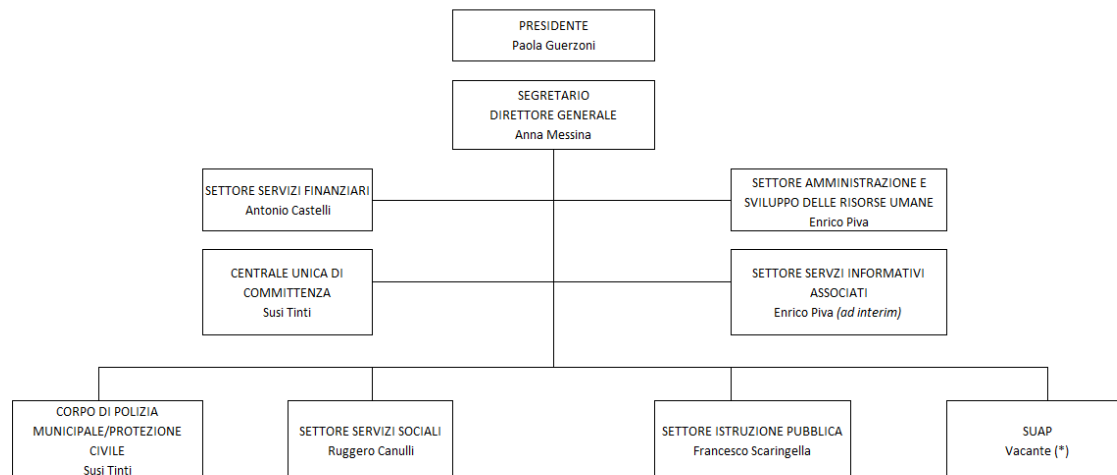 PRESIDENTE
Paola Guerzoni
SEGRETARIO
DIRETTORE GENERALE
Anna Messina
SETTORE SERVIZI FINANZIARI
Antonio Castelli
SETTORE AMMINISTRAZIONE E
SVILUPPO DELLE RISORSE UMANE
Enrico Piva
CENTRALE UNICA DI
COMMITTENZA
Susi Tinti
SETTORE SERVZI INFORMATIVI
ASSOCIATI
Enrico Piva (ad interim)
CORPO DI POLIZIA
MUNICIPALE/PROTEZIONE
CIVILE
Susi Tinti
SETTORE SERVIZI SOCIALI
Ruggero Canulli
SETTORE ISTRUZIONE PUBBLICA
Francesco Scaringella
SUAP
Vacante (*)